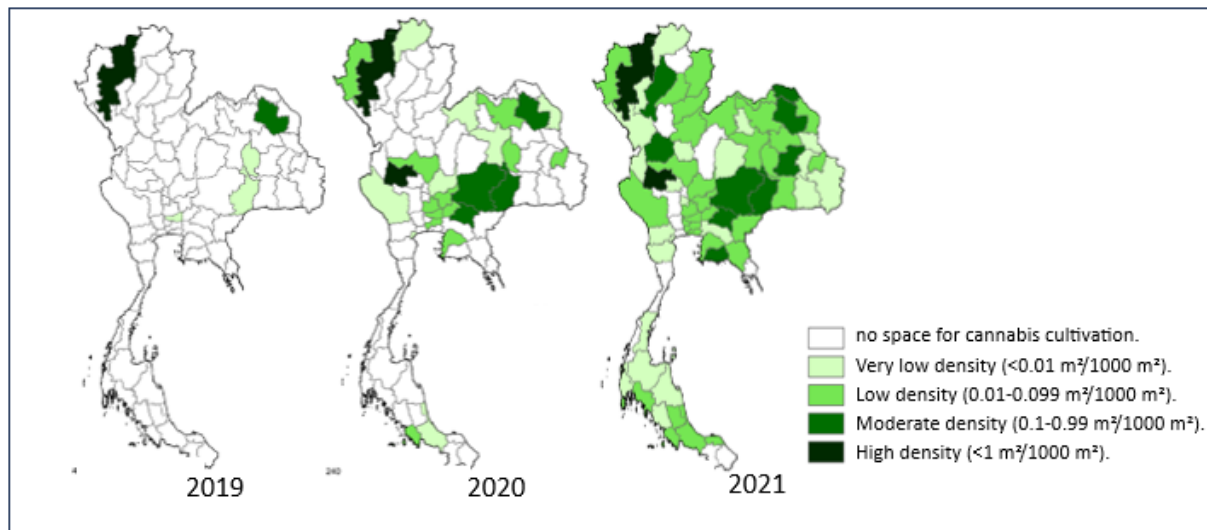 no space for cannabis cultivation.
Very low density (<0.01 m²/1000 m²).
Low density (0.01-0.099 m²/1000 m²).
Moderate density (0.1-0.99 m²/1000 m²).
High density (<1 m²/1000 m²).
4
240
2019
2020
2021